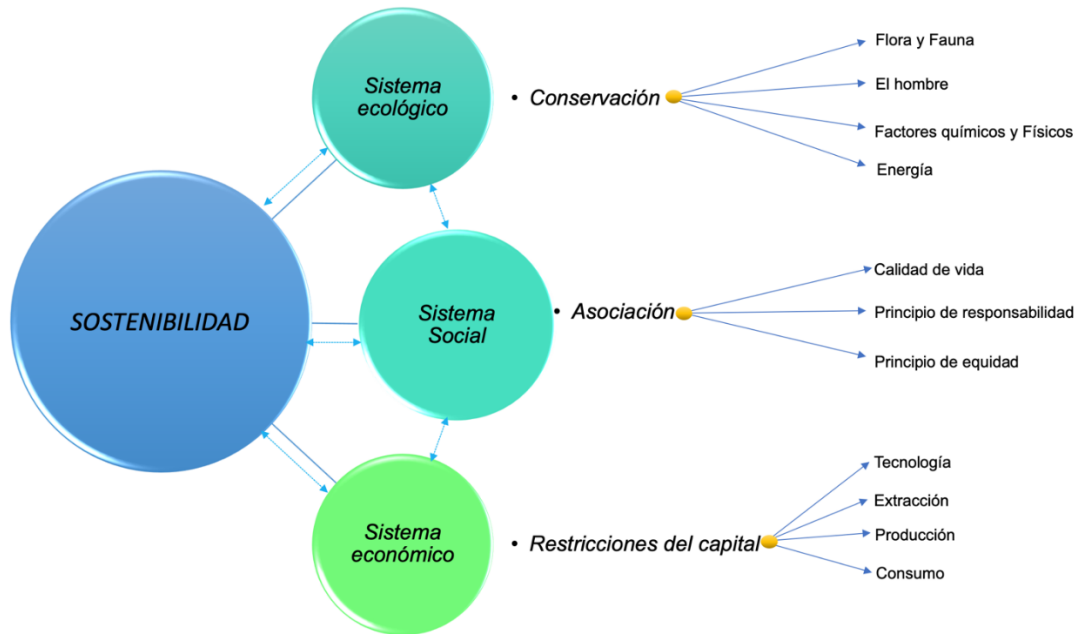 SOSTENIBILIDAD
Sistema
ecológico
• Conservación
Flora y Fauna
El hombre
Factores químicos y Físicos
Energía
Sistema
Social
• Asociación
Calidad de vida
Principio de responsabilidad
Principio de equidad
Sistema
económico
• Restricciones del capital
Tecnología
Extracción
Producción
Consumo